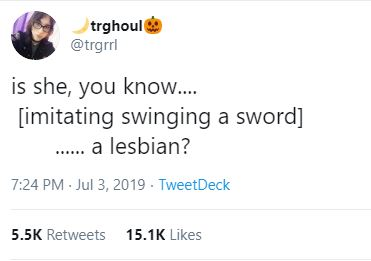 🌙trghoul🎃
@trgrrl
is she, you know....
[imitating swinging a sword]
...... a lesbian?
7:24 PM · Jul 3, 2019 · TweetDeck
5.5K Retweets 15.1K Likes